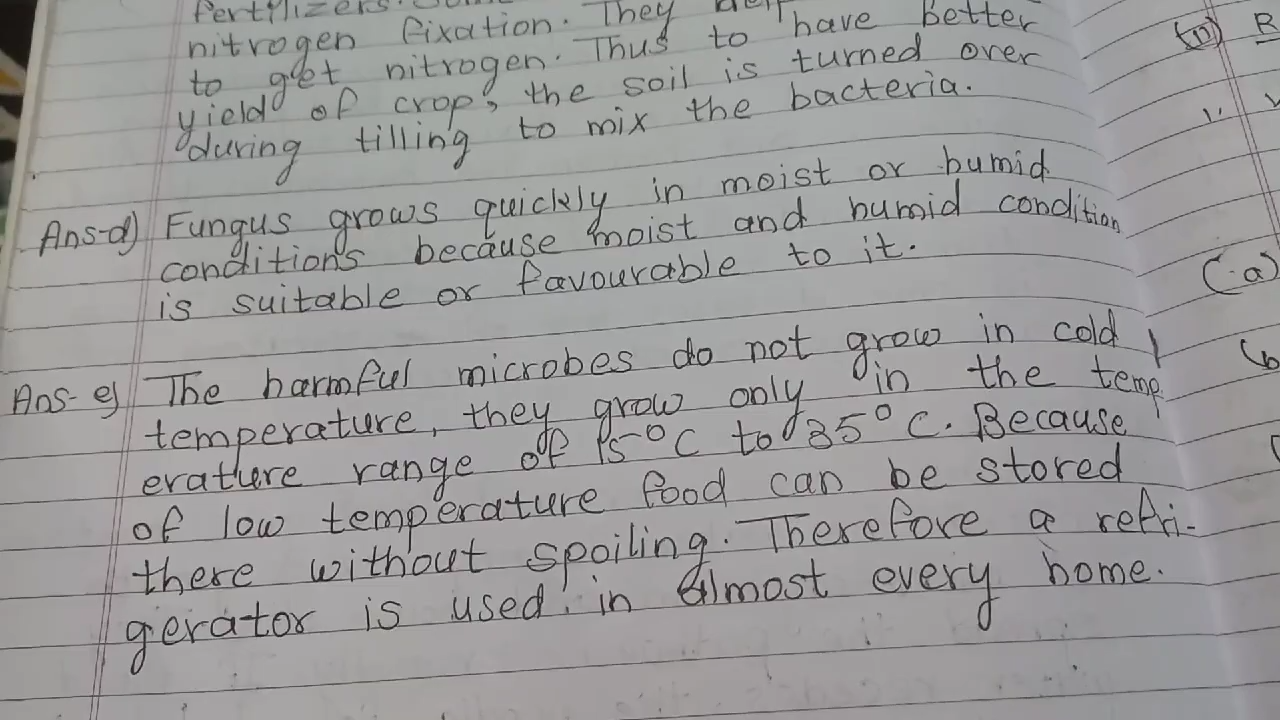 fertilizers. Some
nitrogen fixation. They help
to get nitrogen. Thus to have better
yield of crop, the soil is turned over
during tilling to mix the bacteria.
Ans-d) Fungus grows quickly in moist or humid
conditions because moist and humid condition
is suitable or favourable to it.
Ans-e) The harmful microbes do not grow in cold
temperature, they grow only in the temp
erature range of 15°C to 35°C. Because
of low temperature food can be stored
there without spoiling. Therefore a refri-
gerator is used in almost every home.
(a)
(b